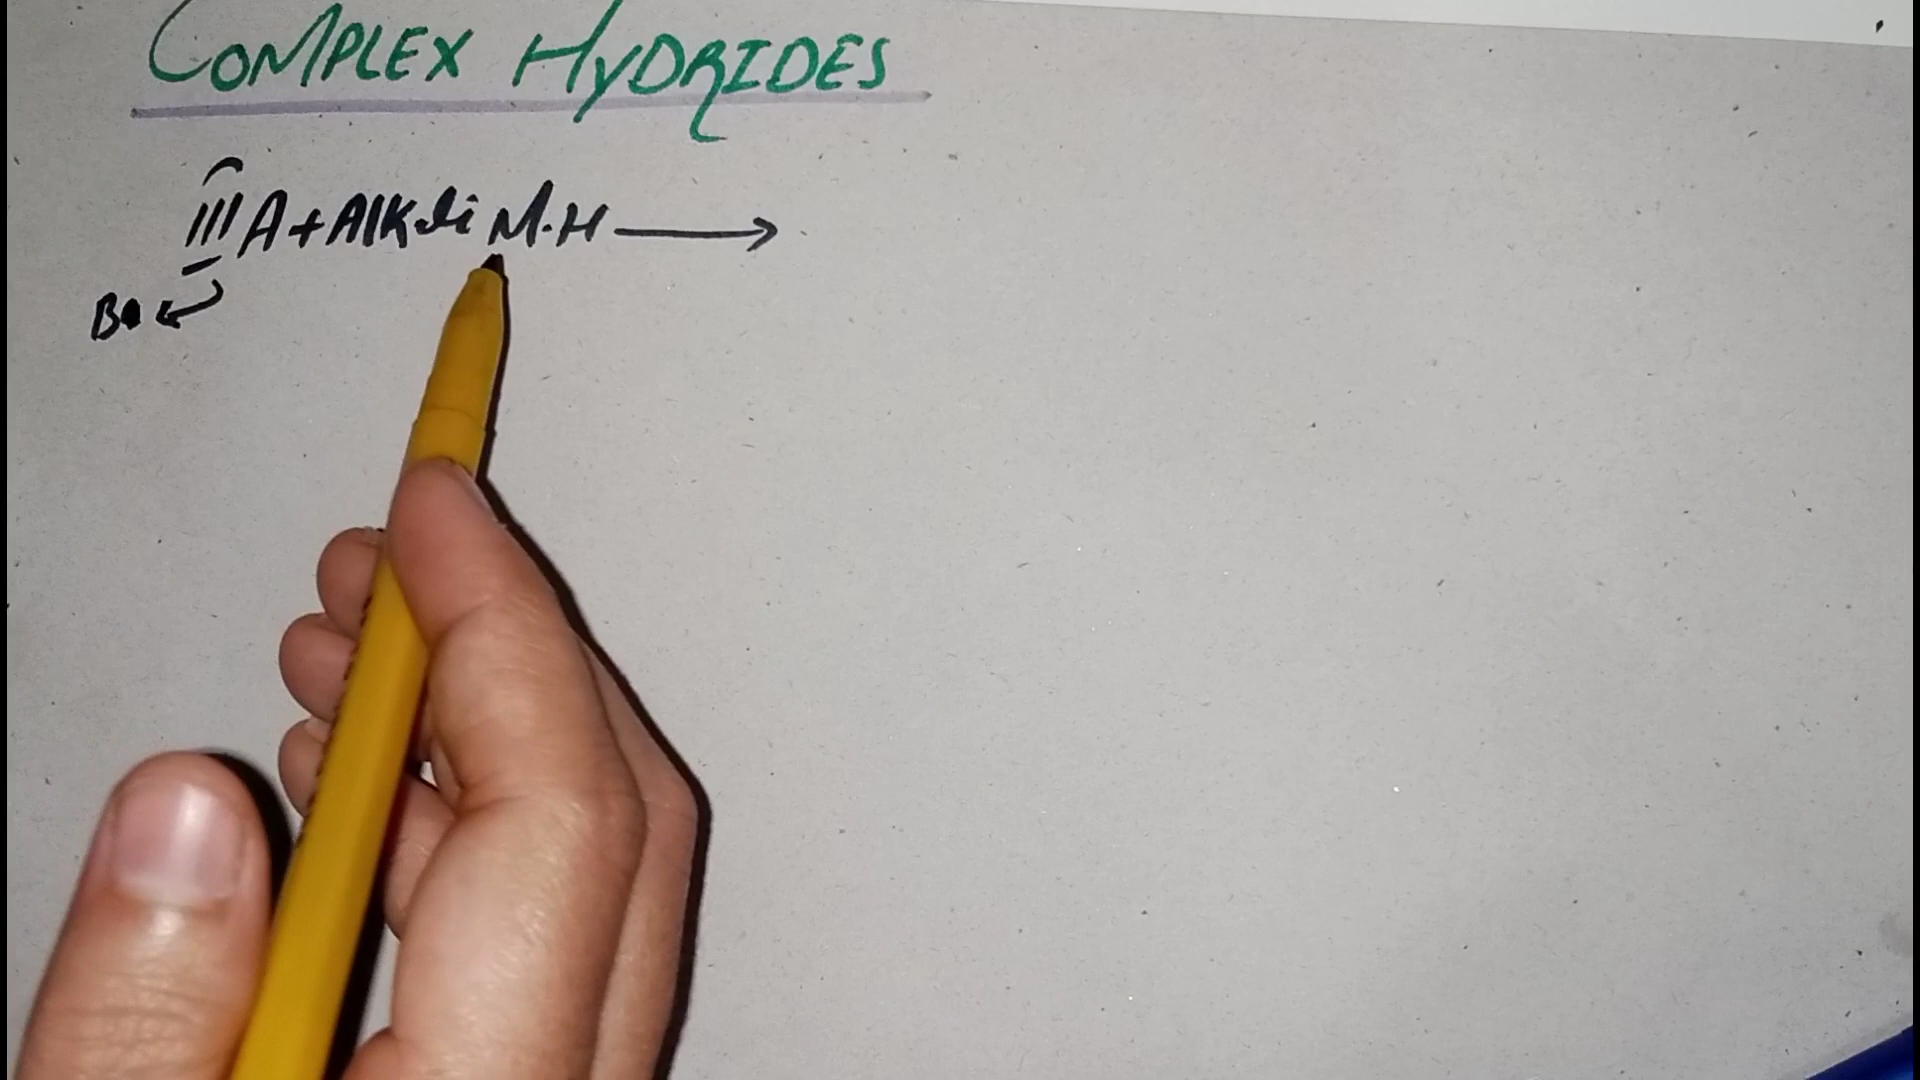 COMPLEX HYDRIDES
III A + Alkali M.H →